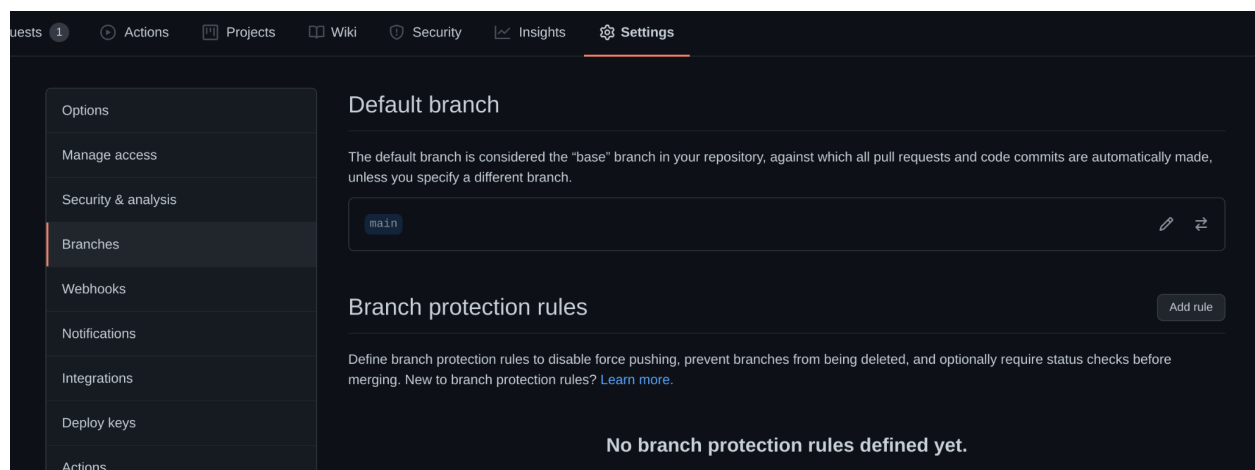 uests 1 Actions Projects Wiki Security Insights Settings
Options
Manage access
Security & analysis
Branches
Webhooks
Notifications
Integrations
Deploy keys
Actions
Default branch
The default branch is considered the “base” branch in your repository, against which all pull requests and code commits are automatically made,
unless you specify a different branch.
main
Branch protection rules
Add rule
Define branch protection rules to disable force pushing, prevent branches from being deleted, and optionally require status checks before
merging. New to branch protection rules? Learn more.
No branch protection rules defined yet.